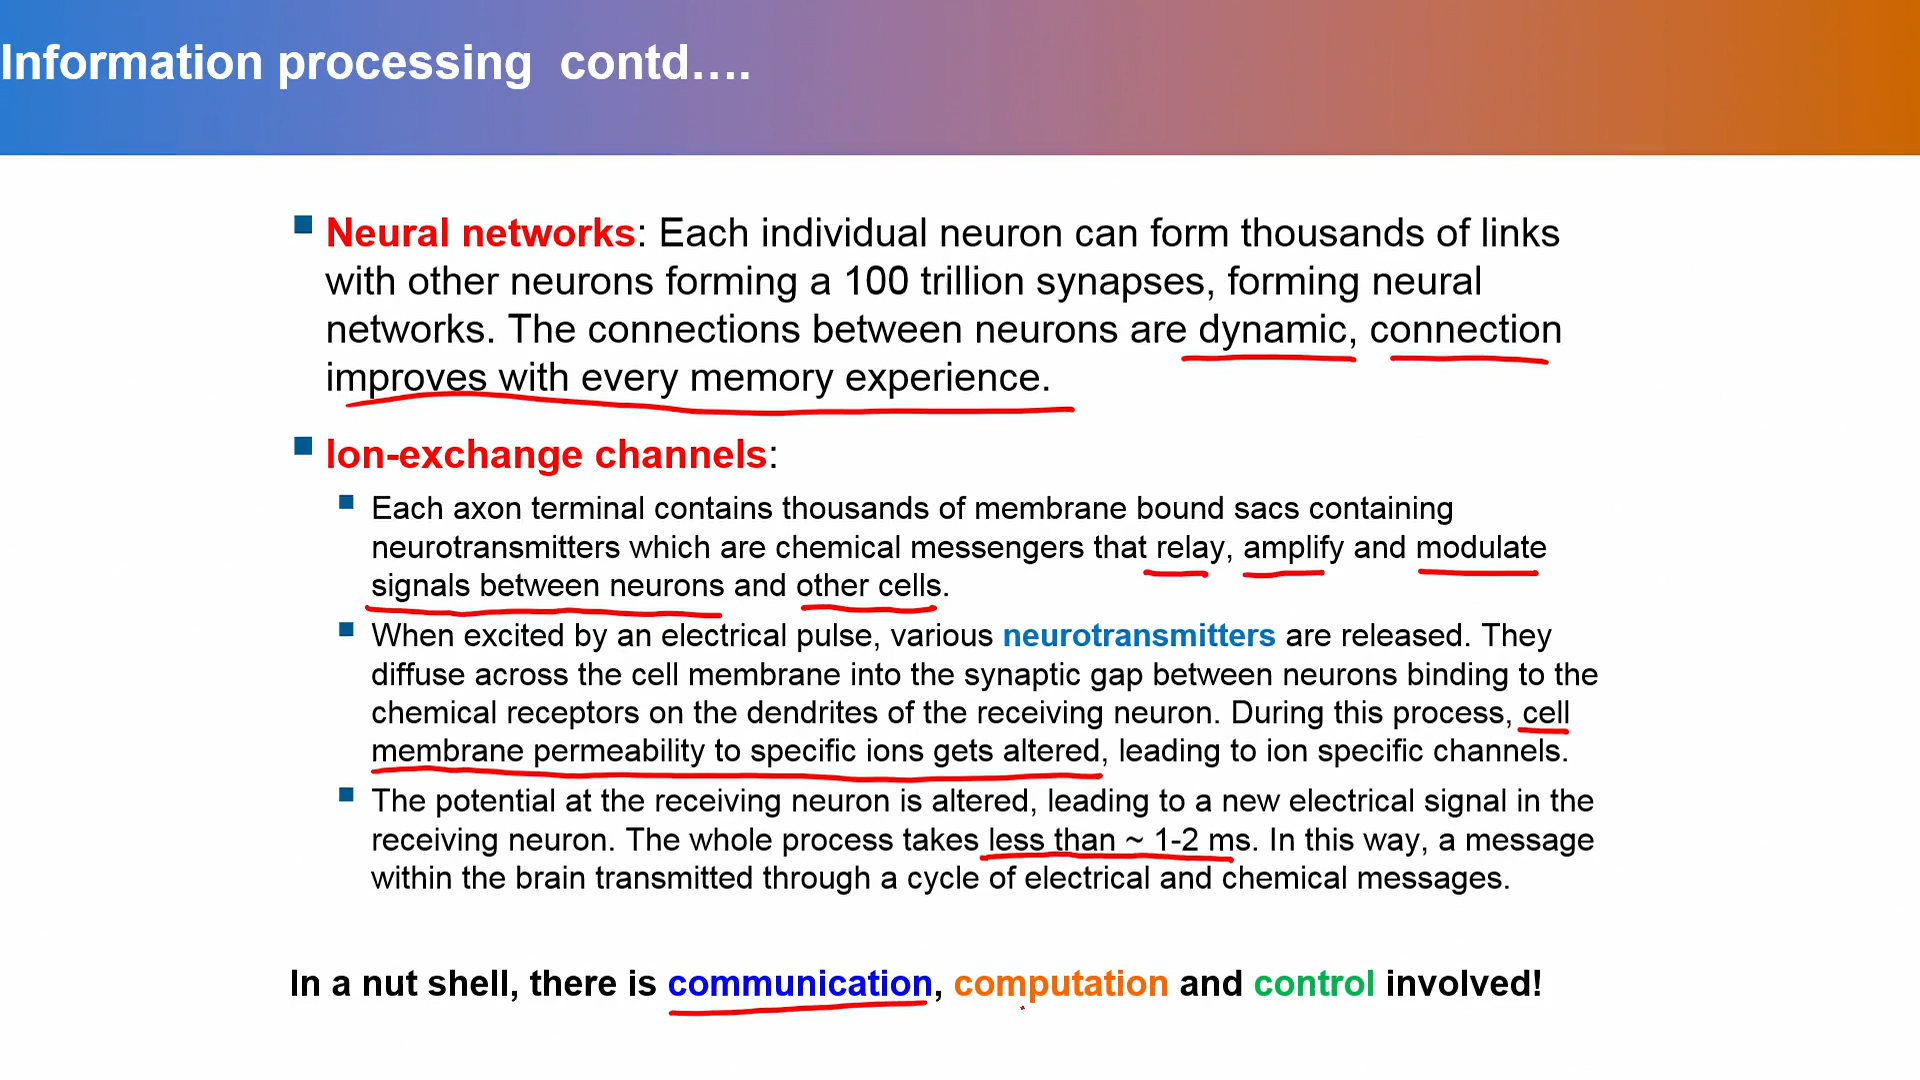 Information processing  contd….
Neural networks: Each individual neuron can form thousands of links
with other neurons forming a 100 trillion synapses, forming neural
networks. The connections between neurons are dynamic, connection
improves with every memory experience.
Ion-exchange channels:
Each axon terminal contains thousands of membrane bound sacs containing
neurotransmitters which are chemical messengers that relay, amplify and modulate
signals between neurons and other cells.
When excited by an electrical pulse, various neurotransmitters are released. They
diffuse across the cell membrane into the synaptic gap between neurons binding to the
chemical receptors on the dendrites of the receiving neuron. During this process, cell
membrane permeability to specific ions gets altered, leading to ion specific channels.
The potential at the receiving neuron is altered, leading to a new electrical signal in the
receiving neuron. The whole process takes less than ~ 1-2 ms. In this way, a message
within the brain transmitted through a cycle of electrical and chemical messages.
In a nut shell, there is communication, computation and control involved!